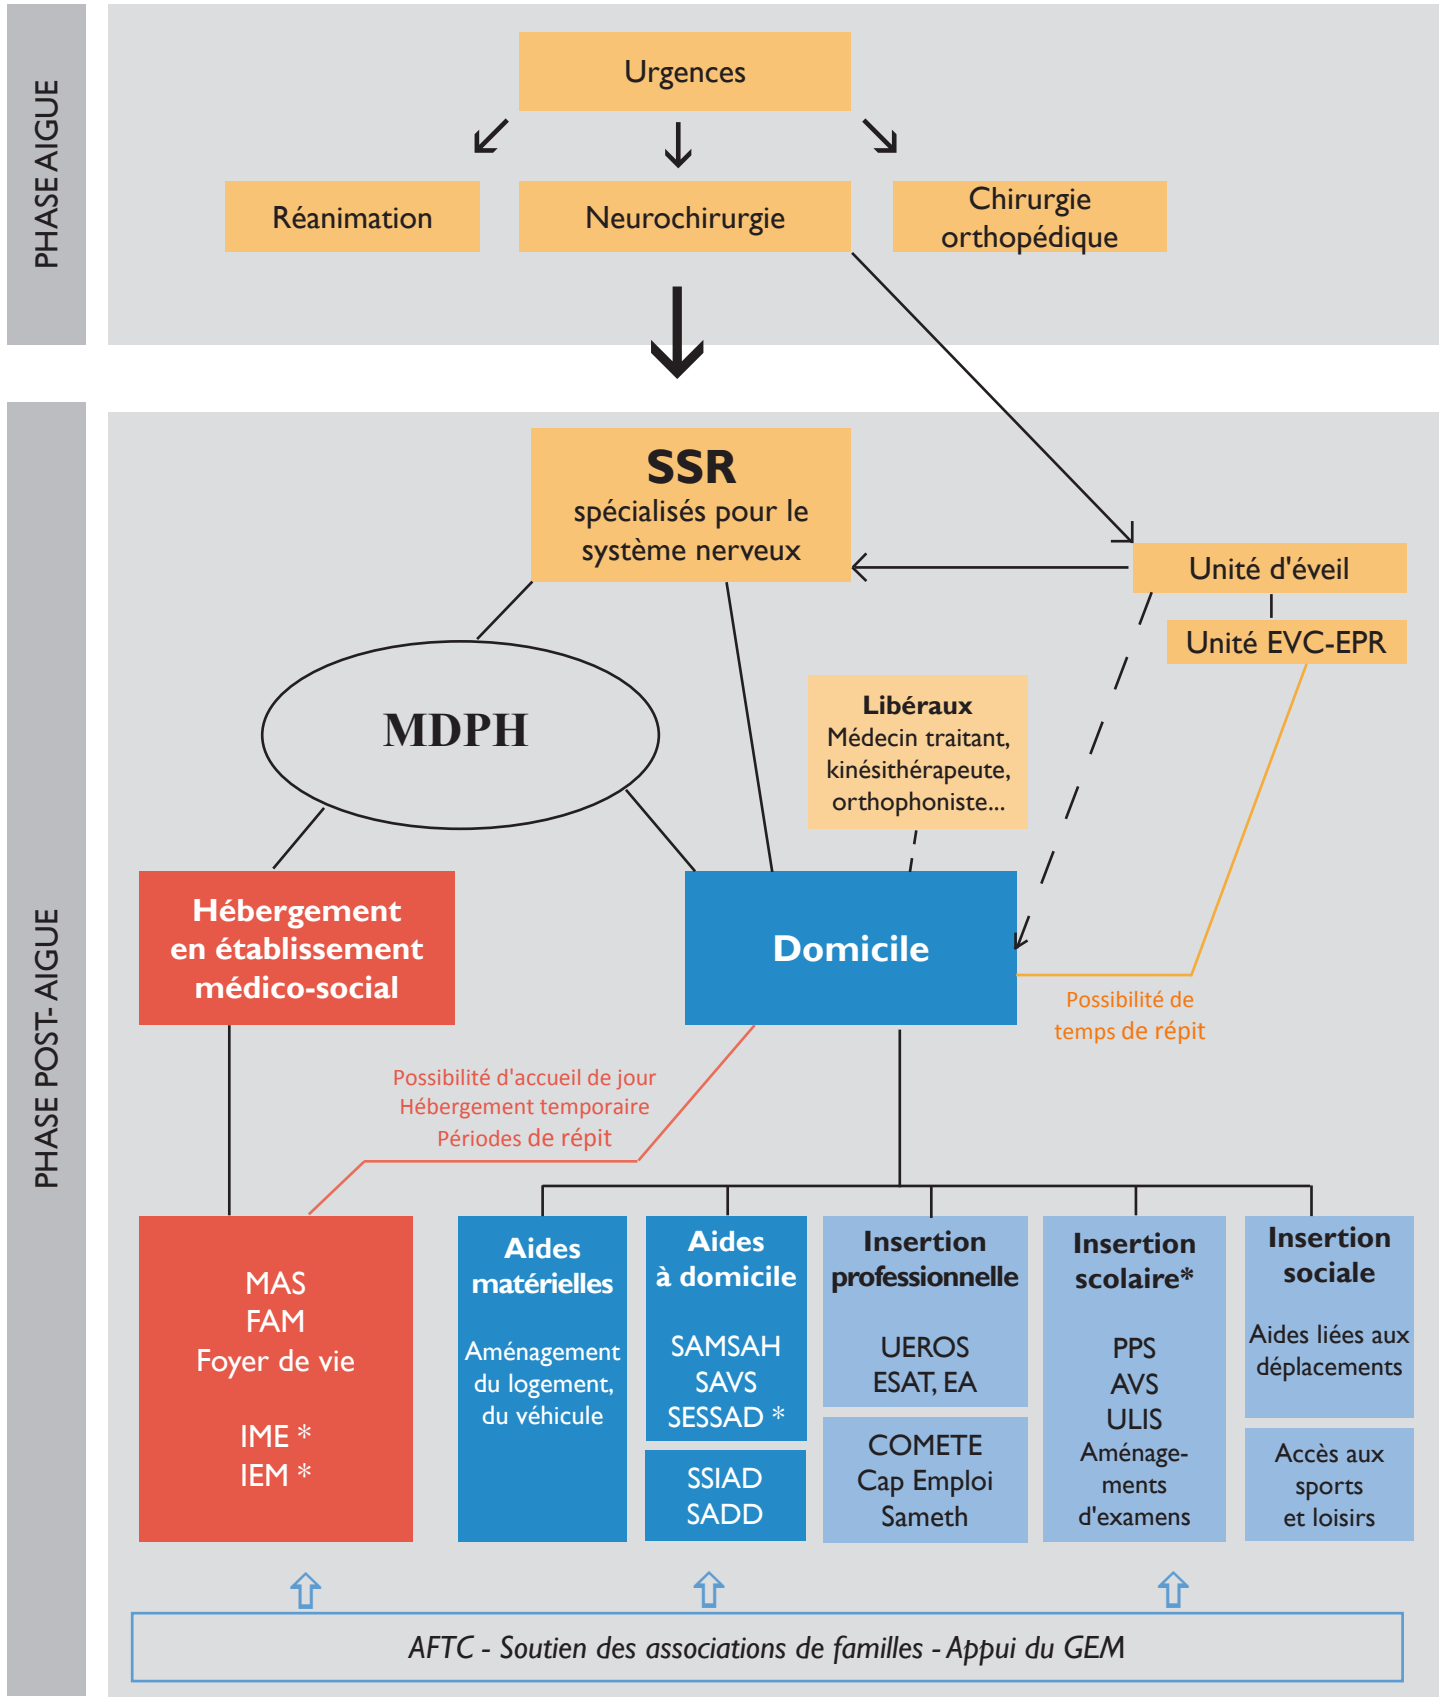 PHASE AIGUE
Urgences
Réanimation
Neurochirurgie
Chirurgie
orthopédique
PHASE POST- AIGUE
SSR
spécialisés pour le
système nerveux
Unité d'éveil
Unité EVC-EPR
MDPH
Libéraux
Médecin traitant,
kinésithérapeute,
orthophoniste...
Hébergement
en établissement
médico-social
Domicile
Possibilité de
temps de répit
Possibilité d'accueil de jour
Hébergement temporaire
Périodes de répit
MAS
FAM
Foyer de vie
IME *
IEM *
Aides
matérielles
Aménagement
du logement,
du véhicule
Aides
à domicile
SAMSAH
SAVS
SESSAD *
SSIAD
SADD
Insertion
professionnelle
UEROS
ESAT, EA
COMETE
Cap Emploi
Sameth
Insertion
scolaire*
PPS
AVS
ULIS
Aménage-
ments
d'examens
Insertion
sociale
Aides liées aux
déplacements
Accès aux
sports
et loisirs
AFTC - Soutien des associations de familles - Appui du GEM